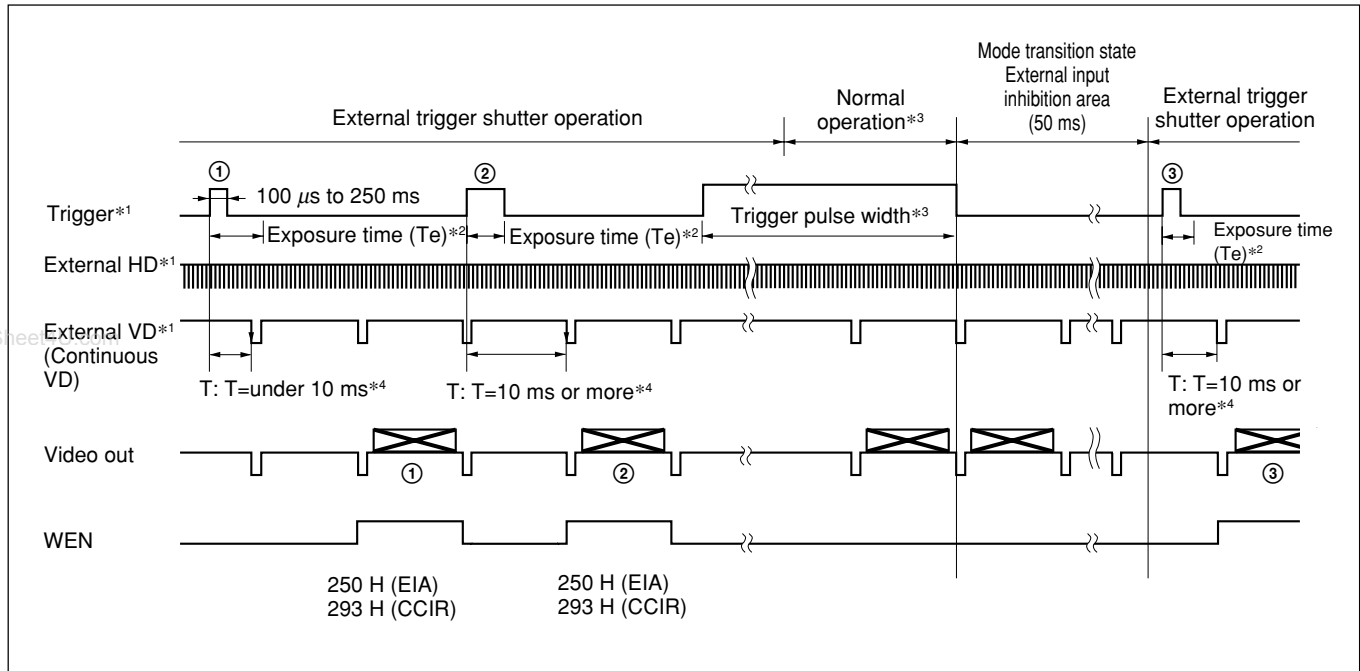 Mode transition state
External input
inhibition area
(50 ms)
Normal
operation*3
External trigger
shutter operation
External trigger shutter operation
①
②
③
100 μs to 250 ms
Trigger*1
Trigger pulse width*3
Exposure time (Te)*2
Exposure time (Te)*2
Exposure time
(Te)*2
External HD*1
External VD*1
(Continuous
VD)
T: T=under 10 ms*4
T: T=10 ms or more*4
T: T=10 ms or
more*4
Video out
①
②
③
WEN
250 H (EIA)
293 H (CCIR)
250 H (EIA)
293 H (CCIR)